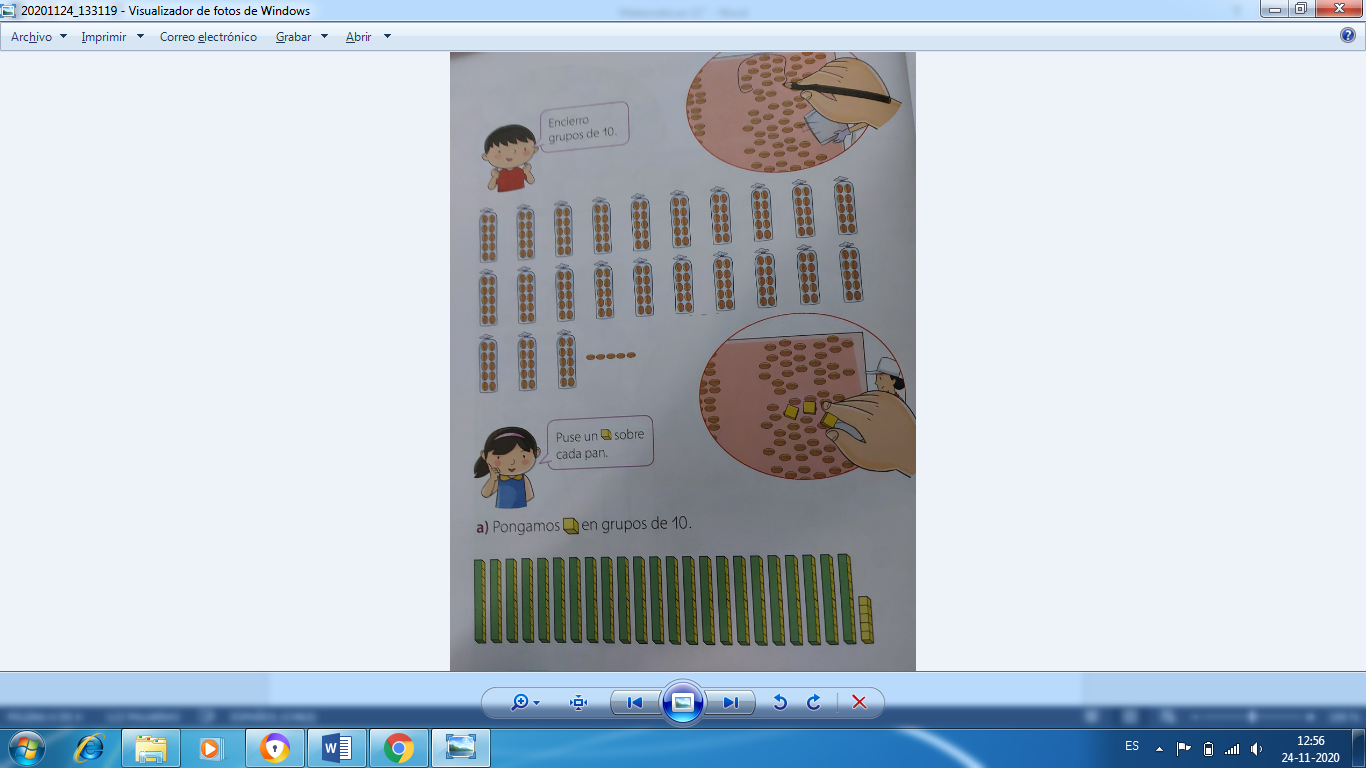 20201124_133119 - Visualizador de fotos de Windows
Archivo Imprimir Correo electrónico Grabar Abrir
Encierro
grupos de 10.
Puse un sobre
cada pan.
a) Pongamos en grupos de 10.
ES 12:56
24-11-2020